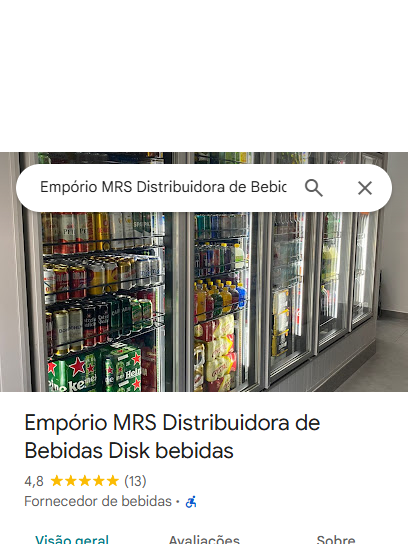 Empório MRS Distribuidora de Bebic
Heineken
Empório MRS Distribuidora de
Bebidas Disk bebidas
4,8 (13)
Fornecedor de bebidas ·
Visão geral Avaliações Sobre